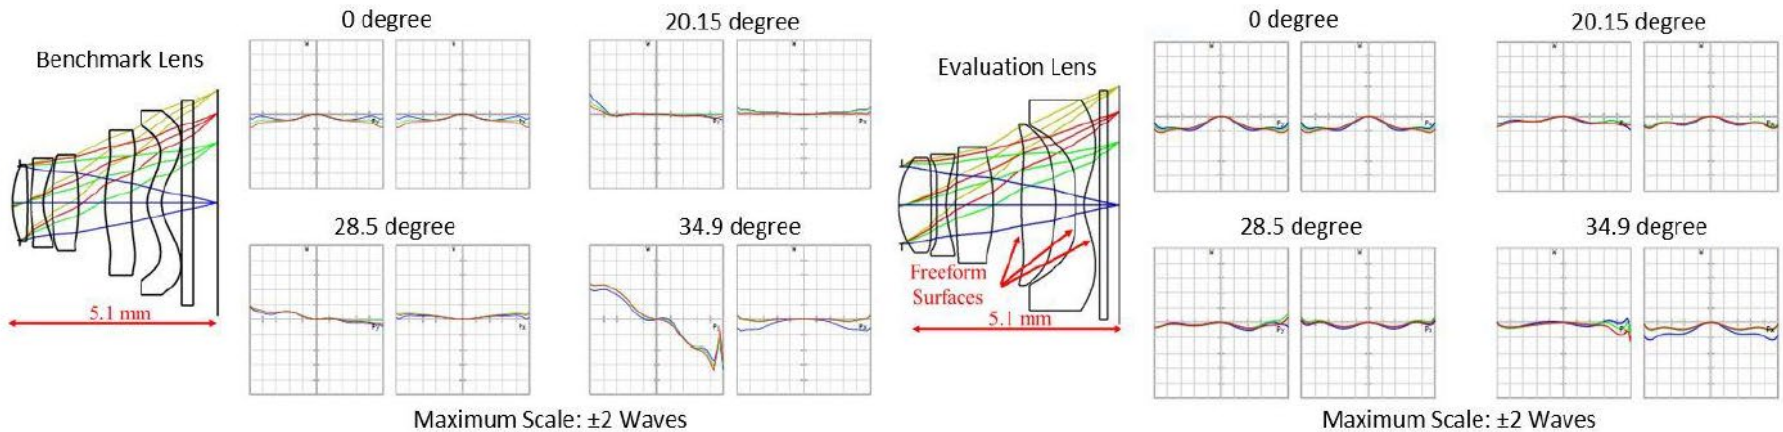 0 degree
20.15 degree
Benchmark Lens
28.5 degree
34.9 degree
5.1 mm
Maximum Scale: ±2 Waves
0 degree
20.15 degree
Evaluation Lens
28.5 degree
34.9 degree
Freeform
Surfaces
5.1 mm
Maximum Scale: ±2 Waves